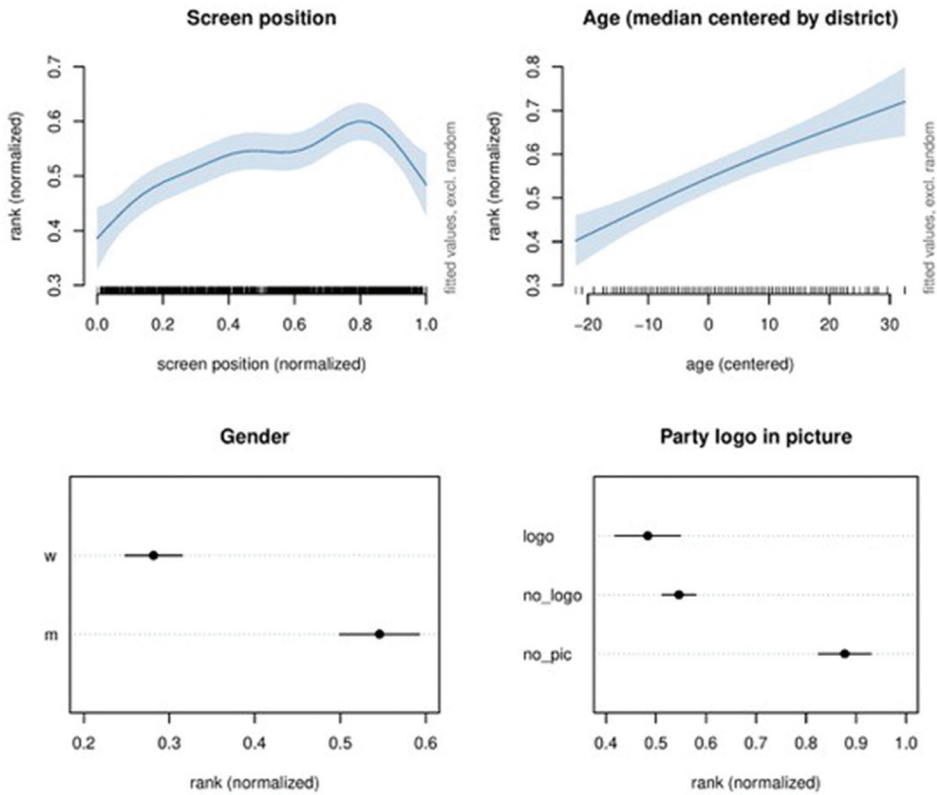 Screen position
rank (normalized)
0.7
0.6
0.5
0.4
0.3
0.0 0.2 0.4 0.6 0.8 1.0
screen position (normalized)
fitted values, excl. random
Age (median centered by district)
rank (normalized)
0.8
0.7
0.6
0.5
0.4
0.3
−20 −10 0 10 20 30
age (centered)
fitted values, excl. random
Gender
w
m
0.2 0.3 0.4 0.5 0.6
rank (normalized)
Party logo in picture
logo
no_logo
no_pic
0.4 0.5 0.6 0.7 0.8 0.9 1.0
rank (normalized)